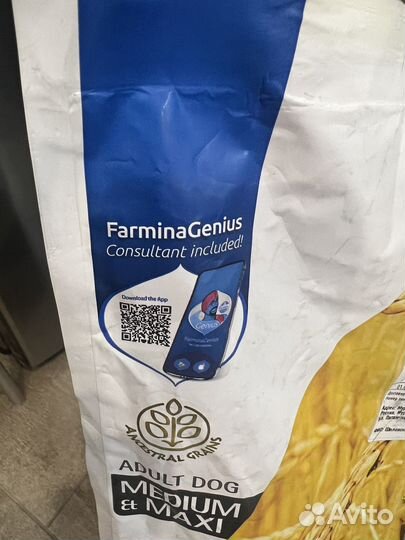 FarminaGenius
Consultant included!
Download the App
Genius
FarminaGenius
ANCESTRAL GRAINS
ADULT DOG
MEDIUM
& MAXI
Avito